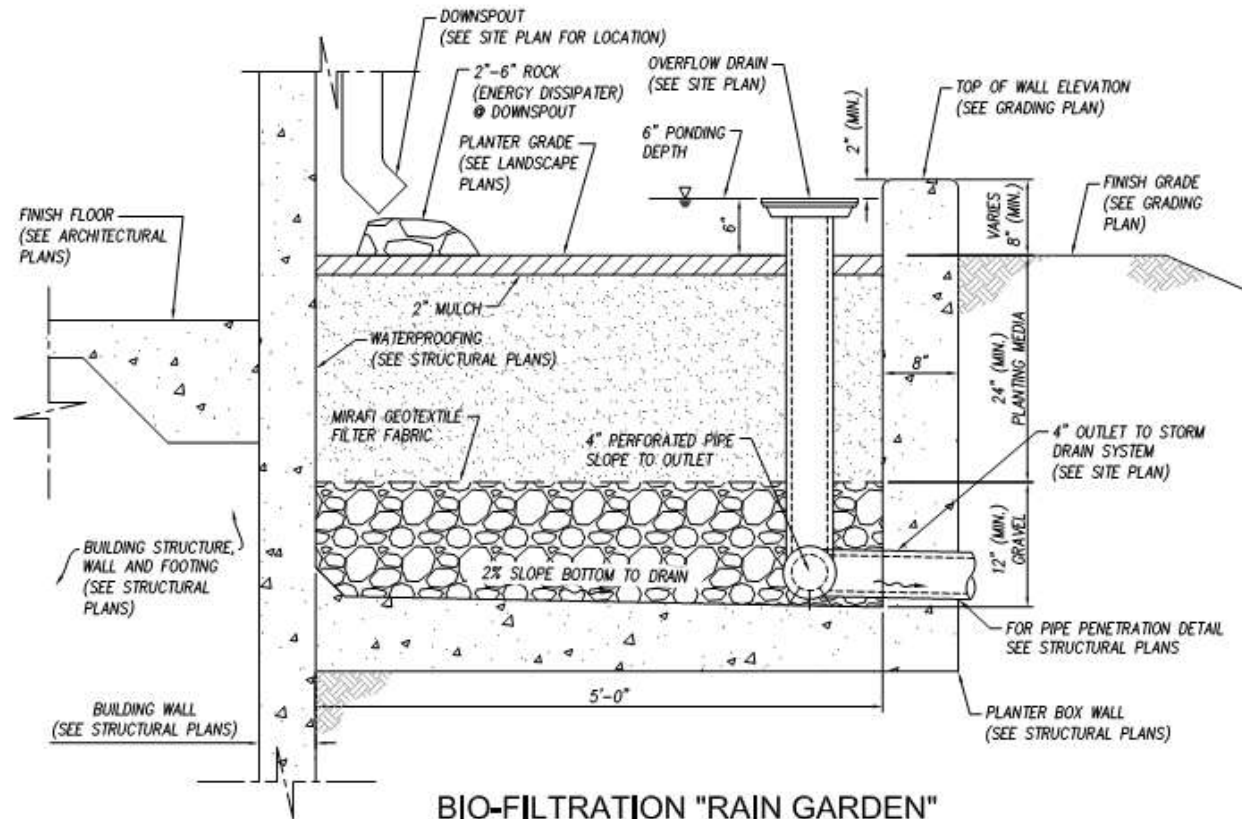 DOWNSPOUT
(SEE SITE PLAN FOR LOCATION)
2"-6" ROCK
(ENERGY DISSIPATER)
@ DOWNSPOUT
OVERFLOW DRAIN
(SEE SITE PLAN)
TOP OF WALL ELEVATION
(SEE GRADING PLAN)
2" (MIN.)
6" PONDING
DEPTH
PLANTER GRADE
(SEE LANDSCAPE
PLANS)
FINISH GRADE
(SEE GRADING
PLAN)
VARIES
8" (MIN.)
6"
FINISH FLOOR
(SEE ARCHITECTURAL
PLANS)
2" MULCH
WATERPROOFING
(SEE STRUCTURAL PLANS)
8"
24" (MIN.)
PLANTING MEDIA
MIRAFI GEOTEXTILE
FILTER FABRIC
4" PERFORATED PIPE
SLOPE TO OUTLET
4" OUTLET TO STORM
DRAIN SYSTEM
(SEE SITE PLAN)
12" (MIN.)
GRAVEL
BUILDING STRUCTURE,
WALL AND FOOTING
(SEE STRUCTURAL
PLANS)
2% SLOPE BOTTOM TO DRAIN
FOR PIPE PENETRATION DETAIL
SEE STRUCTURAL PLANS
5'-0"
BUILDING WALL
(SEE STRUCTURAL PLANS)
PLANTER BOX WALL
(SEE STRUCTURAL PLANS)
BIO-FILTRATION "RAIN GARDEN"